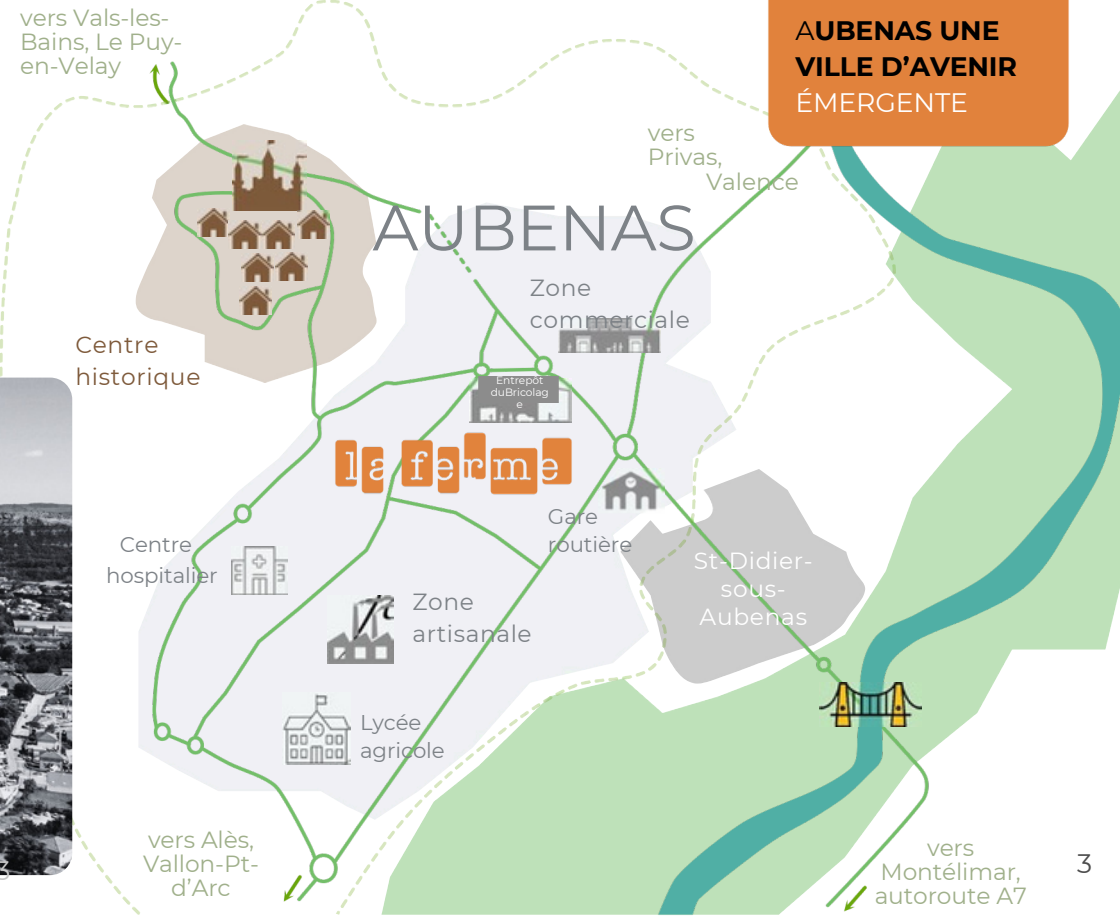 vers Vals-les-
Bains, Le Puy-
en-Velay
AUBENAS UNE
VILLE D’AVENIR
ÉMERGENTE
vers
Privas,
Valence
AUBENAS
Zone
commerciale
Centre
historique
Entrepôt
duBricolag
e
la ferme
Gare
routière
Centre
hospitalier
St-Didier-
sous-
Aubenas
Zone
artisanale
Lycée
agricole
vers Alès,
Vallon-Pt-
d’Arc
vers
Montélimar,
autoroute A7
3
3